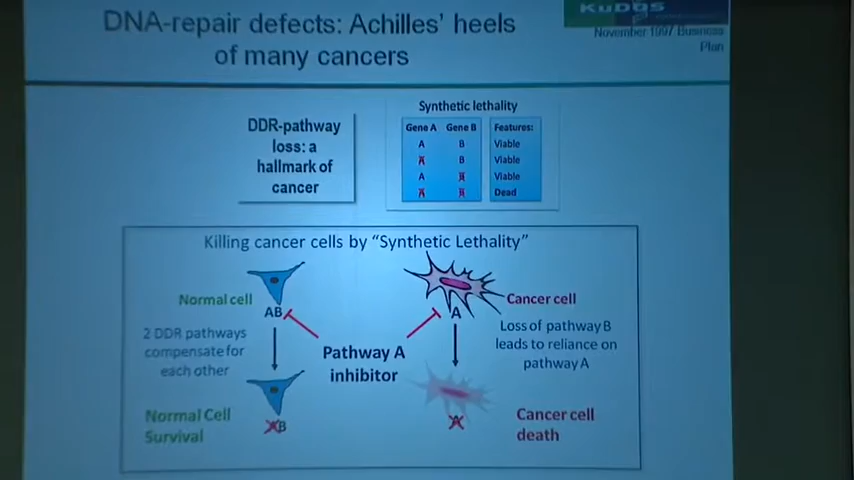 DNA-repair defects: Achilles' heels
of many cancers
KuDOS
November 1997 Business
Plan
DDR-pathway
loss: a
hallmark of
cancer
Synthetic lethality
Gene A Gene B Features:
A B Viable
A B Viable
A B Viable
A B Dead
Killing cancer cells by "Synthetic Lethality"
Normal cell
AB
2 DDR pathways
compensate for
each other
Normal Cell
Survival
AB
Pathway A
inhibitor
Cancer cell
A
Loss of pathway B
leads to reliance on
pathway A
A
Cancer cell
death